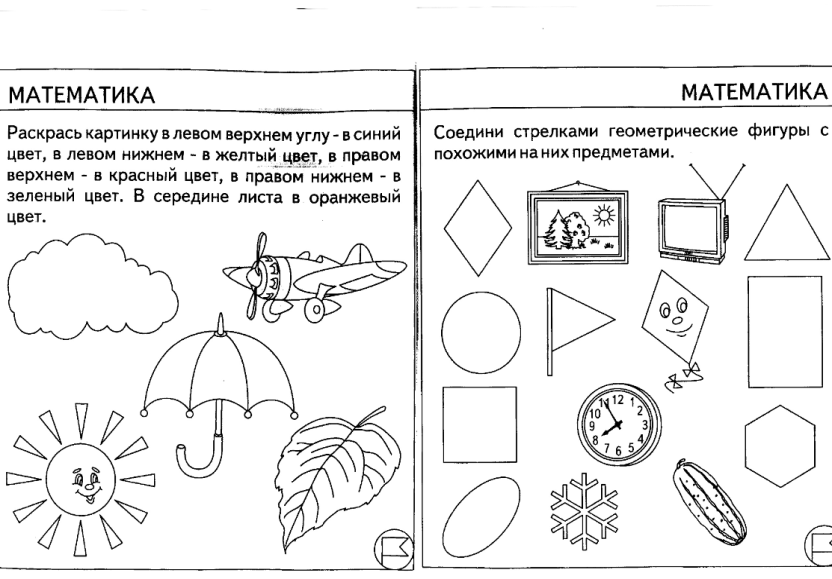 МАТЕМАТИКА
Раскрась картинку в левом верхнем углу - в синий
цвет, в левом нижнем - в желтый цвет, в правом
верхнем - в красный цвет, в правом нижнем - в
зеленый цвет. В середине листа в оранжевый
цвет.
МАТЕМАТИКА
Соедини стрелками геометрические фигуры с
похожими на них предметами.
11 12 1
10 2
9 3
8 4
7 6 5